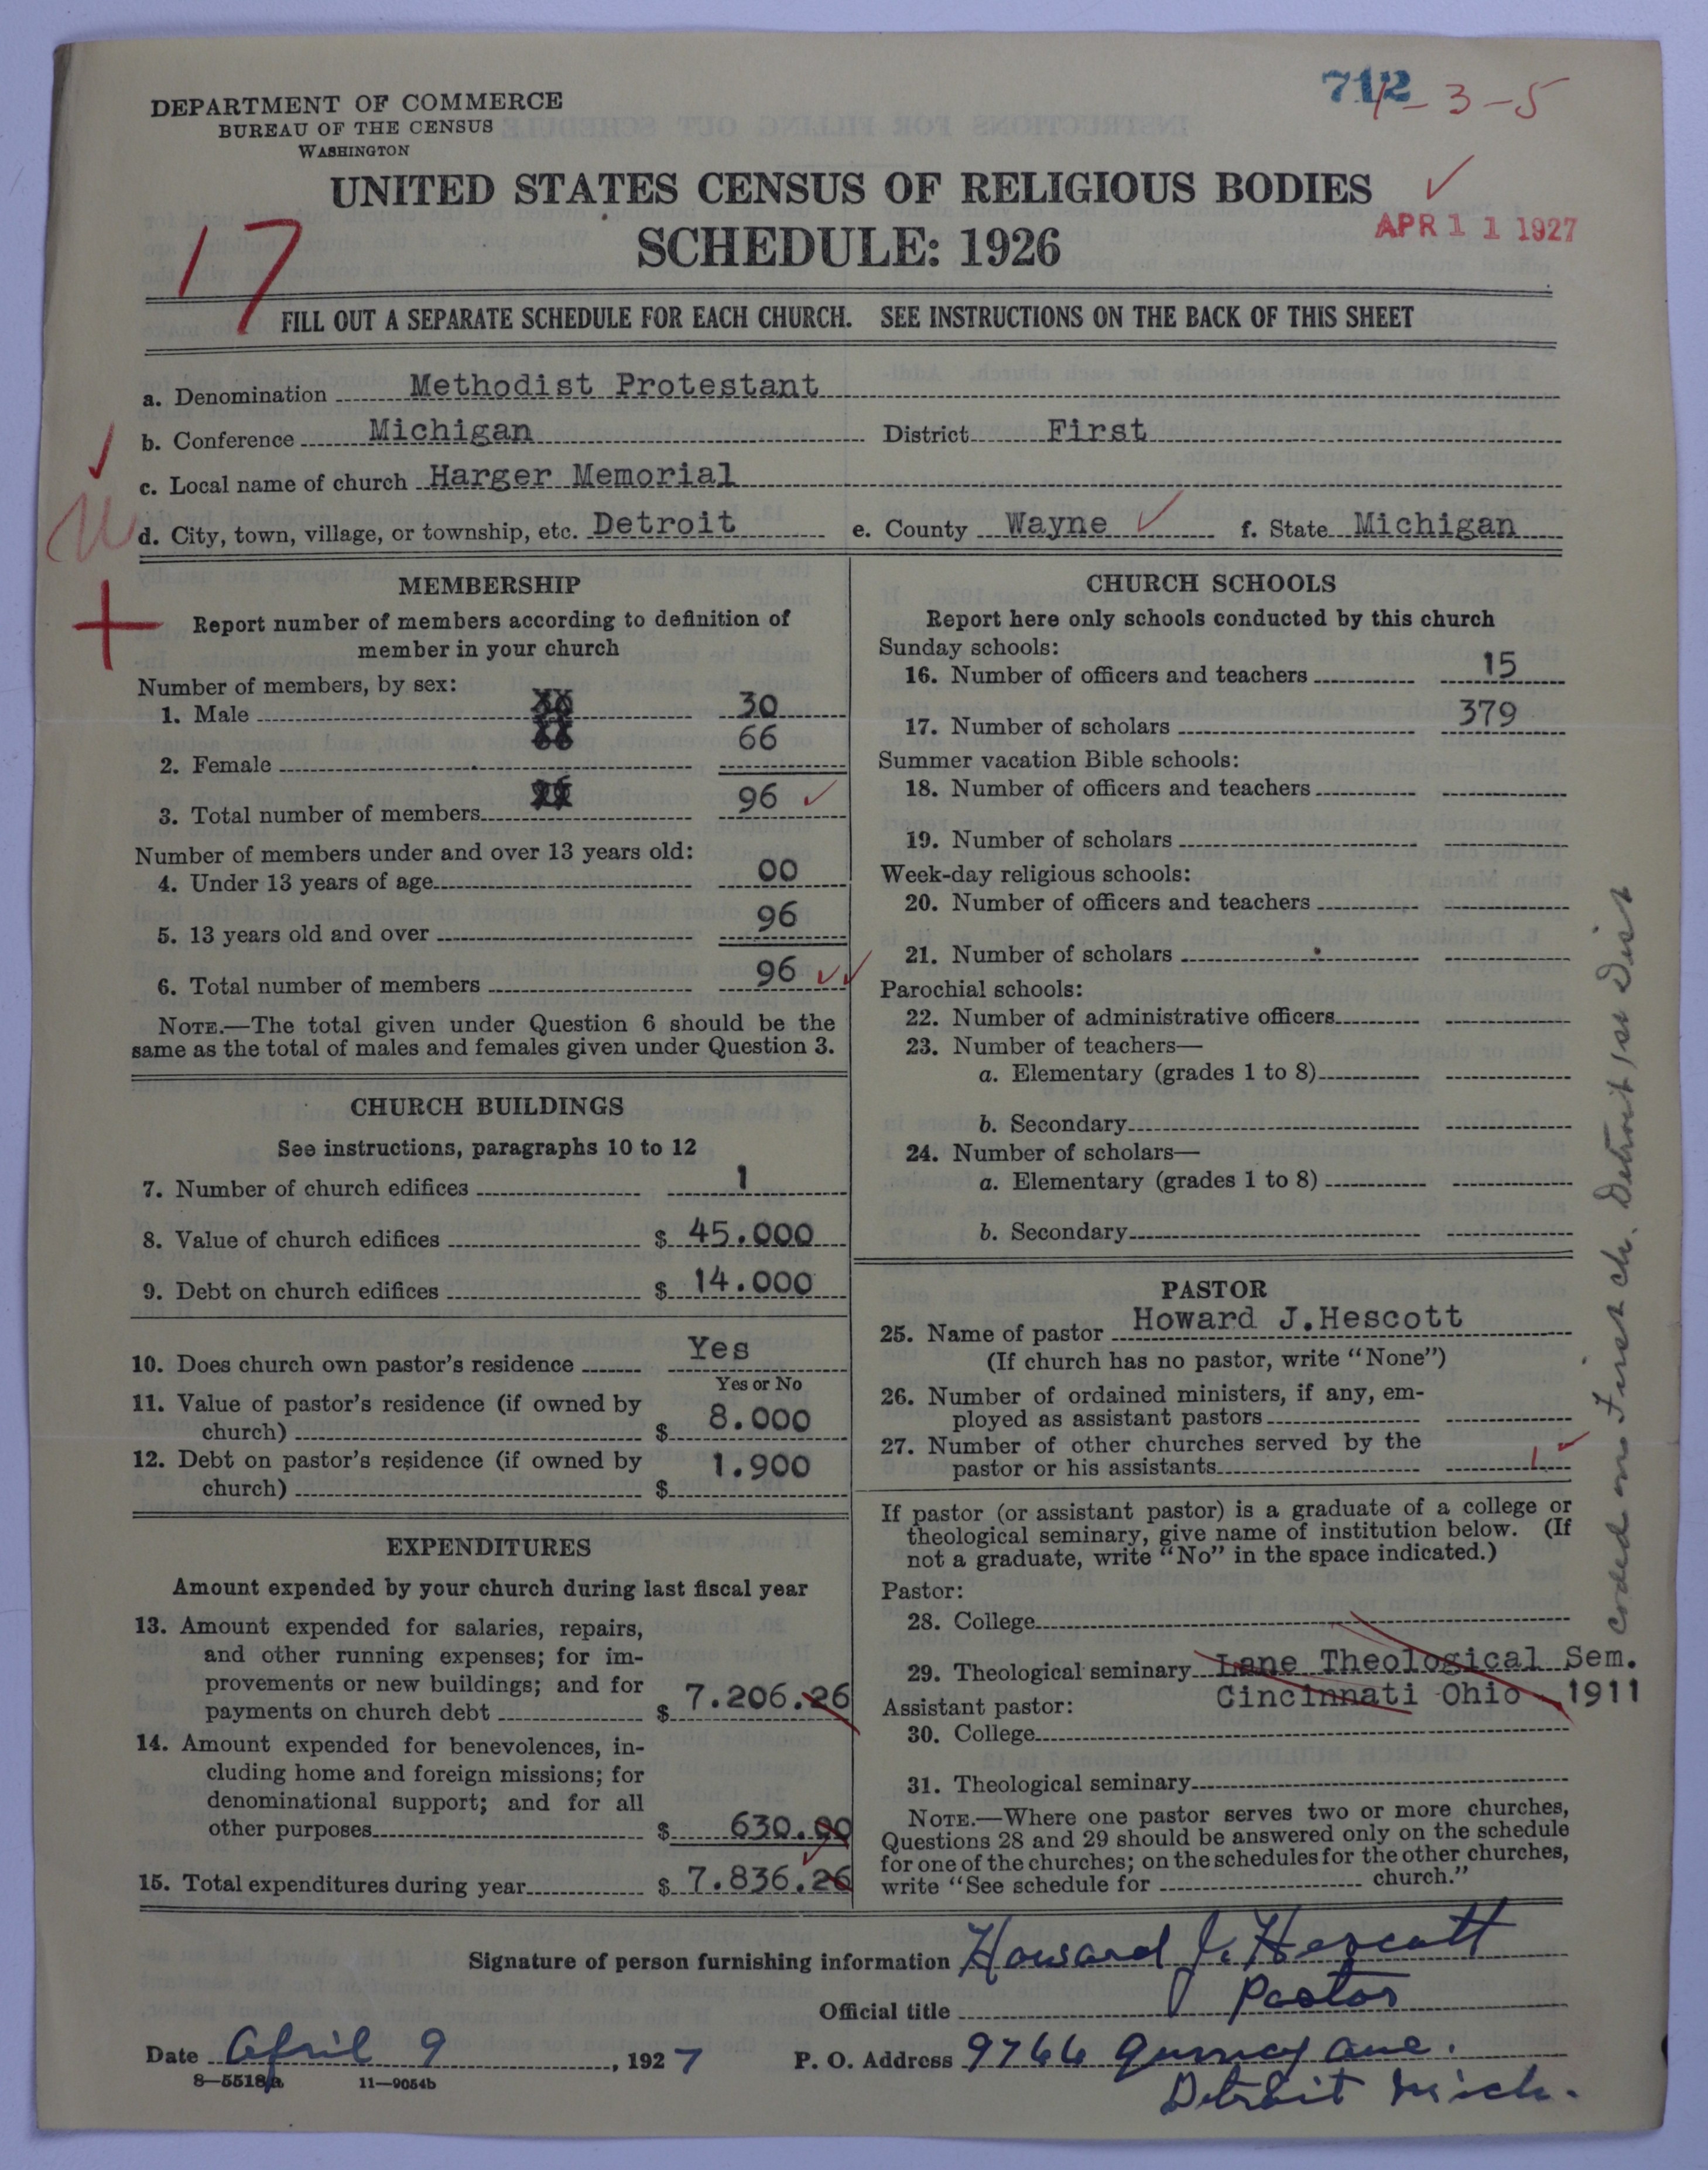 712
1-3-5
DEPARTMENT OF COMMERCE
BUREAU OF THE CENSUS
WASHINGTON
UNITED STATES CENSUS OF RELIGIOUS BODIES
SCHEDULE: 1926
APR 11 1927
17
FILL OUT A SEPARATE SCHEDULE FOR EACH CHURCH. SEE INSTRUCTIONS ON THE BACK OF THIS SHEET
a. Denomination Methodist Protestant
b. Conference Michigan District First
c. Local name of church Harger Memorial
d. City, town, village, or township, etc. Detroit e. County Wayne f. State Michigan
MEMBERSHIP
Report number of members according to definition of
member in your church
Number of members, by sex:
1. Male 30
2. Female 66
3. Total number of members 96
Number of members under and over 13 years old:
4. Under 13 years of age 00
5. 13 years old and over 96
6. Total number of members 96
NOTE.—The total given under Question 6 should be the
same as the total of males and females given under Question 3.
CHURCH BUILDINGS
See instructions, paragraphs 10 to 12
7. Number of church edifices 1
8. Value of church edifices $ 45.000
9. Debt on church edifices $ 14.000
10. Does church own pastor's residence Yes
Yes or No
11. Value of pastor's residence (if owned by
church) $ 8.000
12. Debt on pastor's residence (if owned by
church) $ 1.900
EXPENDITURES
Amount expended by your church during last fiscal year
13. Amount expended for salaries, repairs,
and other running expenses; for im-
provements or new buildings; and for
payments on church debt $ 7.206.26
14. Amount expended for benevolences, in-
cluding home and foreign missions; for
denominational support; and for all
other purposes $ 630.00
15. Total expenditures during year $ 7.836.26
CHURCH SCHOOLS
Report here only schools conducted by this church
Sunday schools:
16. Number of officers and teachers 15
17. Number of scholars 379
Summer vacation Bible schools:
18. Number of officers and teachers
19. Number of scholars
Week-day religious schools:
20. Number of officers and teachers
21. Number of scholars
Parochial schools:
22. Number of administrative officers
23. Number of teachers—
a. Elementary (grades 1 to 8)
b. Secondary
24. Number of scholars—
a. Elementary (grades 1 to 8)
b. Secondary
PASTOR
25. Name of pastor Howard J.Hescott
(If church has no pastor, write "None")
26. Number of ordained ministers, if any, em-
ployed as assistant pastors
27. Number of other churches served by the
pastor or his assistants 1
If pastor (or assistant pastor) is a graduate of a college or
theological seminary, give name of institution below. (If
not a graduate, write "No" in the space indicated.)
Pastor:
28. College
29. Theological seminary Lane Theological Sem.
Cincinnati Ohio 1911
Assistant pastor:
30. College
31. Theological seminary
NOTE.—Where one pastor serves two or more churches,
Questions 28 and 29 should be answered only on the schedule
for one of the churches; on the schedules for the other churches,
write "See schedule for church."
coded on First ch. Detroit 1st Dist
Signature of person furnishing information Howard J. Hescott
Official title Pastor
Date April 9, 1927 P. O. Address 9766 Quincy Ave.
Detroit Mich.
8—5518a 11—9054b